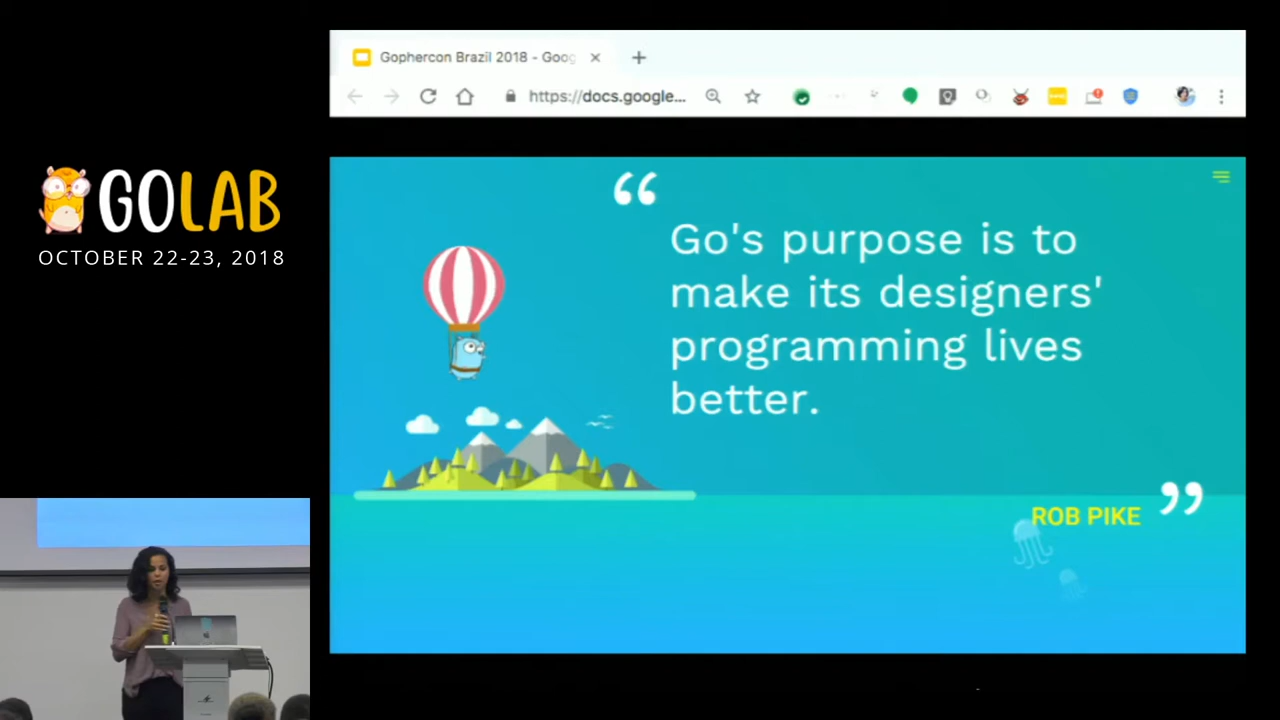 Gophercon Brazil 2018 - Goog
https://docs.google...
GOLAB
OCTOBER 22-23, 2018
“
Go's purpose is to
make its designers'
programming lives
better.
”
ROB PIKE